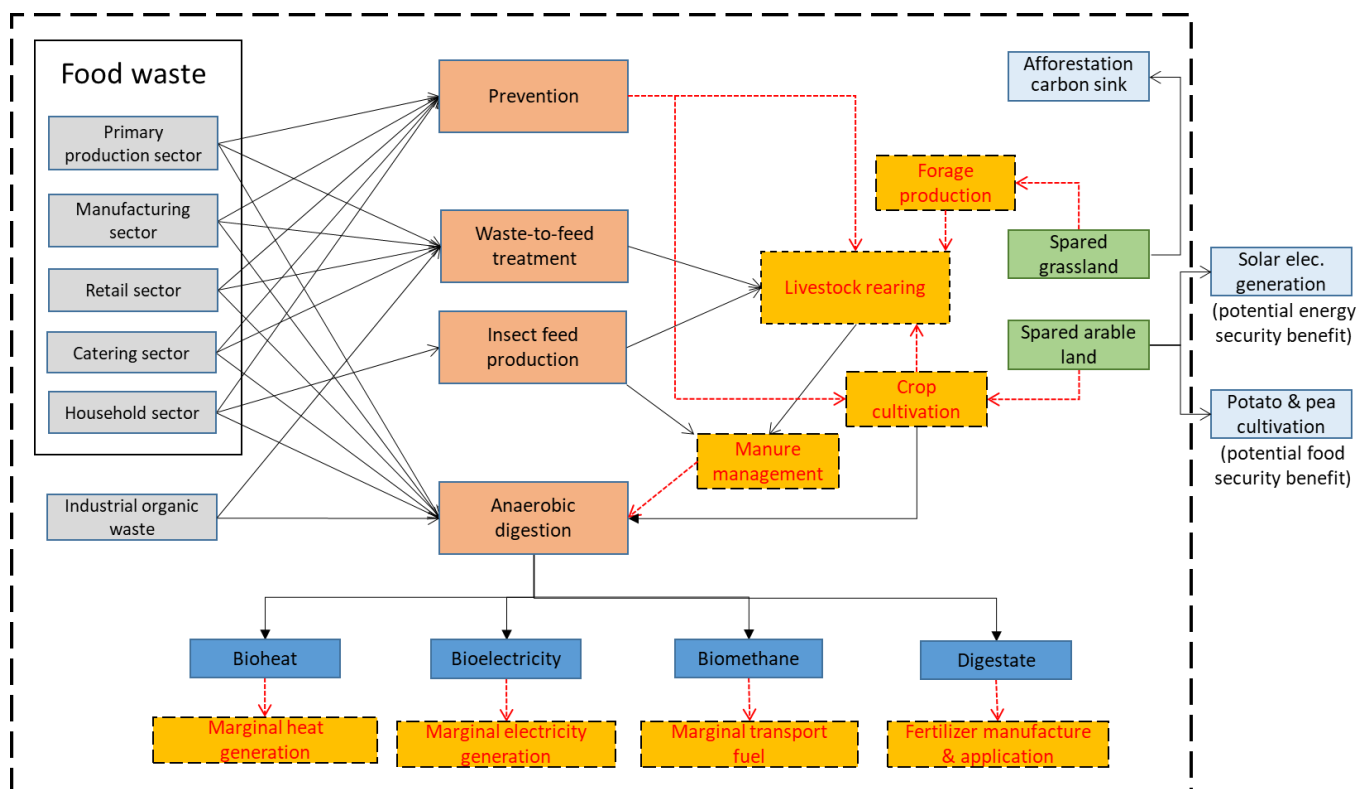 Food waste
Primary
production sector
Manufacturing
sector
Retail sector
Catering sector
Household sector
Industrial organic
waste
Prevention
Waste-to-feed
treatment
Insect feed
production
Anaerobic
digestion
Afforestation
carbon sink
Forage
production
Spared
grassland
Livestock rearing
Spared arable
land
Crop
cultivation
Manure
management
Solar elec.
generation
(potential energy
security benefit)
Potato & pea
cultivation
(potential food
security benefit)
Bioheat
Bioelectricity
Biomethane
Digestate
Marginal heat
generation
Marginal electricity
generation
Marginal transport
fuel
Fertilizer manufacture
& application